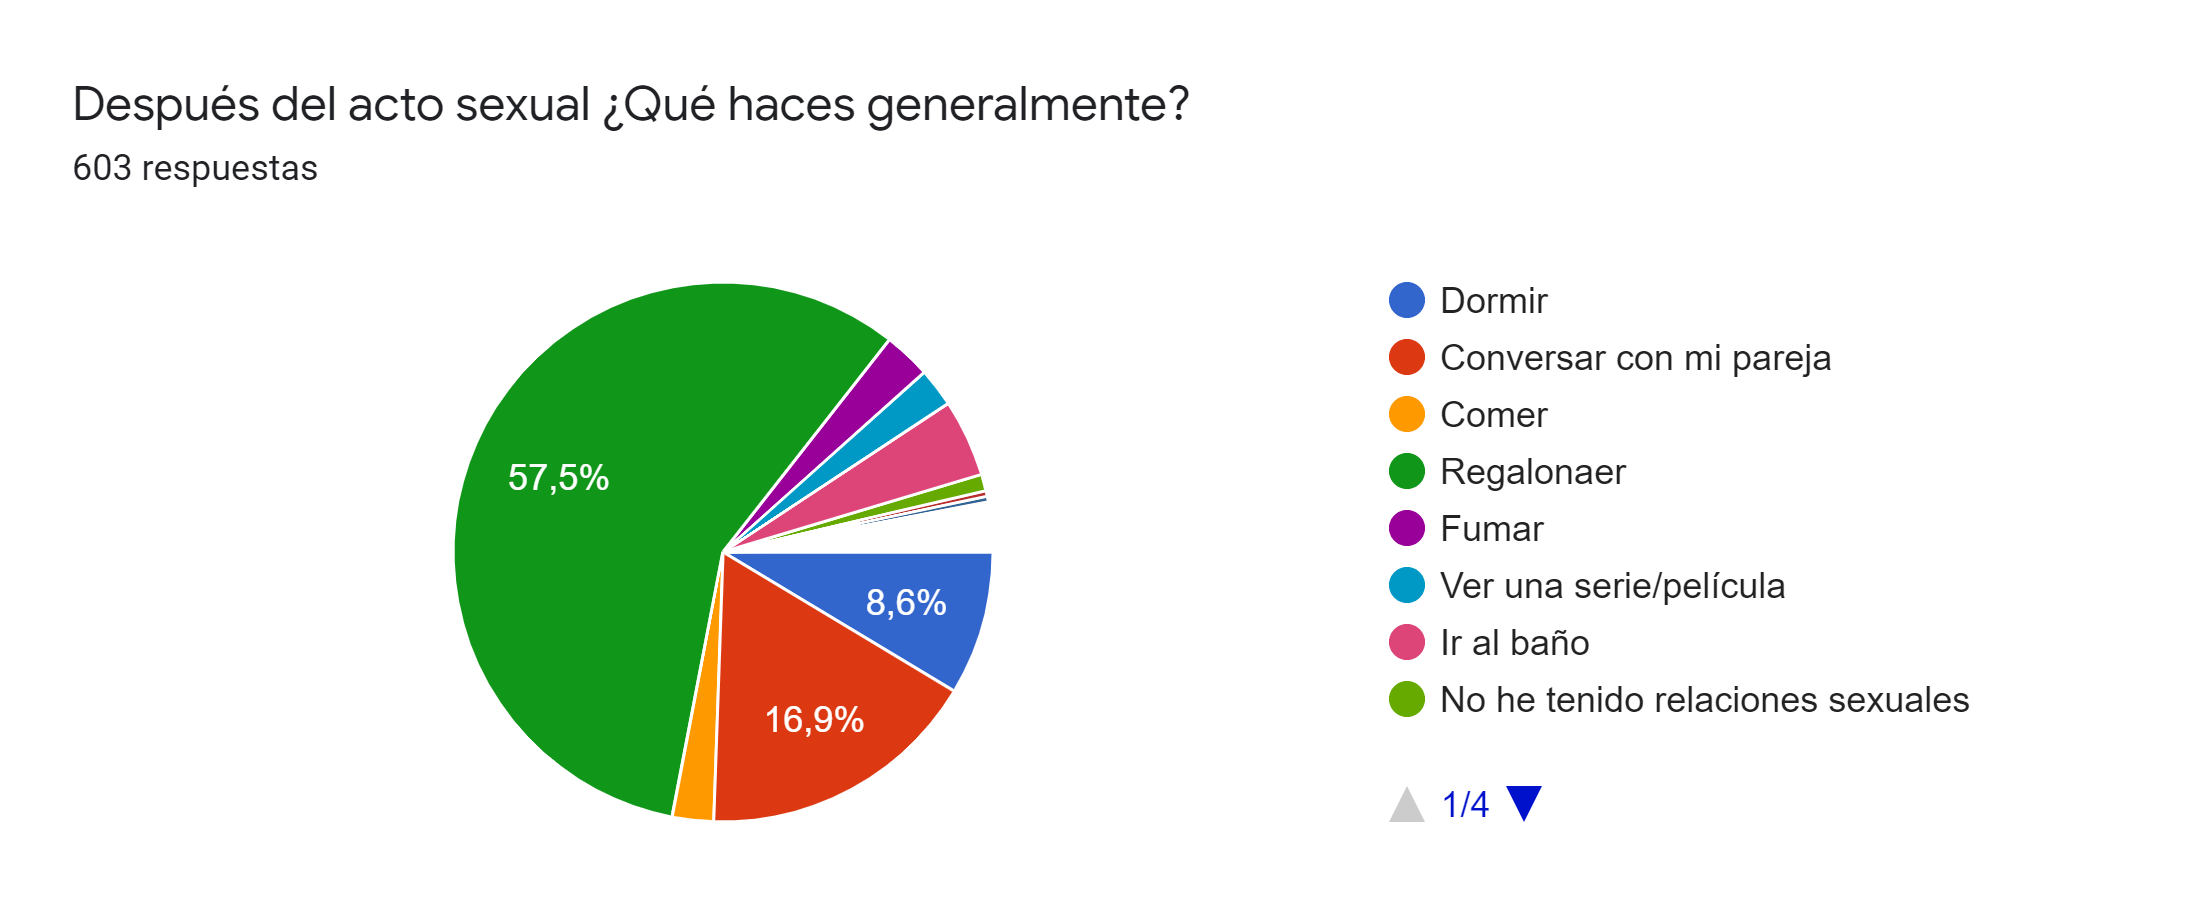 Después del acto sexual ¿Qué haces generalmente?
603 respuestas
57,5%
8,6%
16,9%
Dormir
Conversar con mi pareja
Comer
Regalonaer
Fumar
Ver una serie/película
Ir al baño
No he tenido relaciones sexuales
1/4